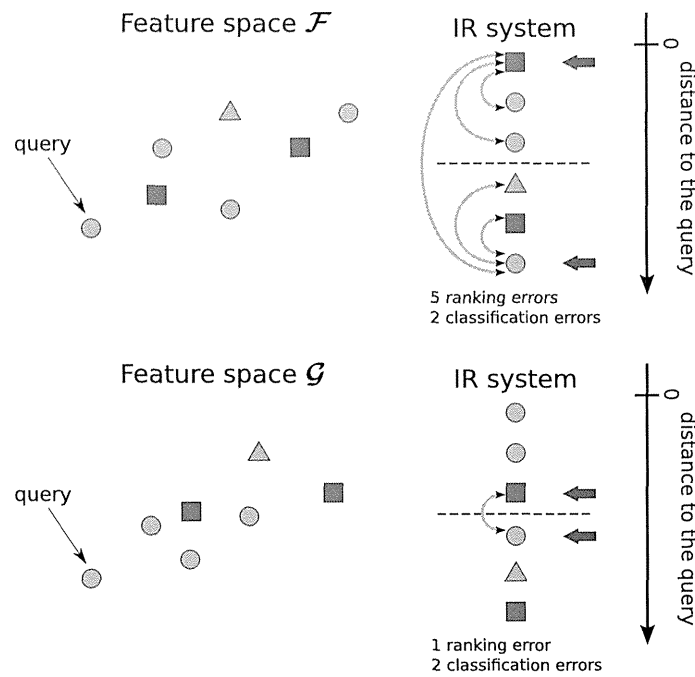 Feature space 𝓕
IR system
0
distance to the query
query
5 ranking errors
2 classification errors
Feature space 𝓖
IR system
0
distance to the query
query
1 ranking error
2 classification errors